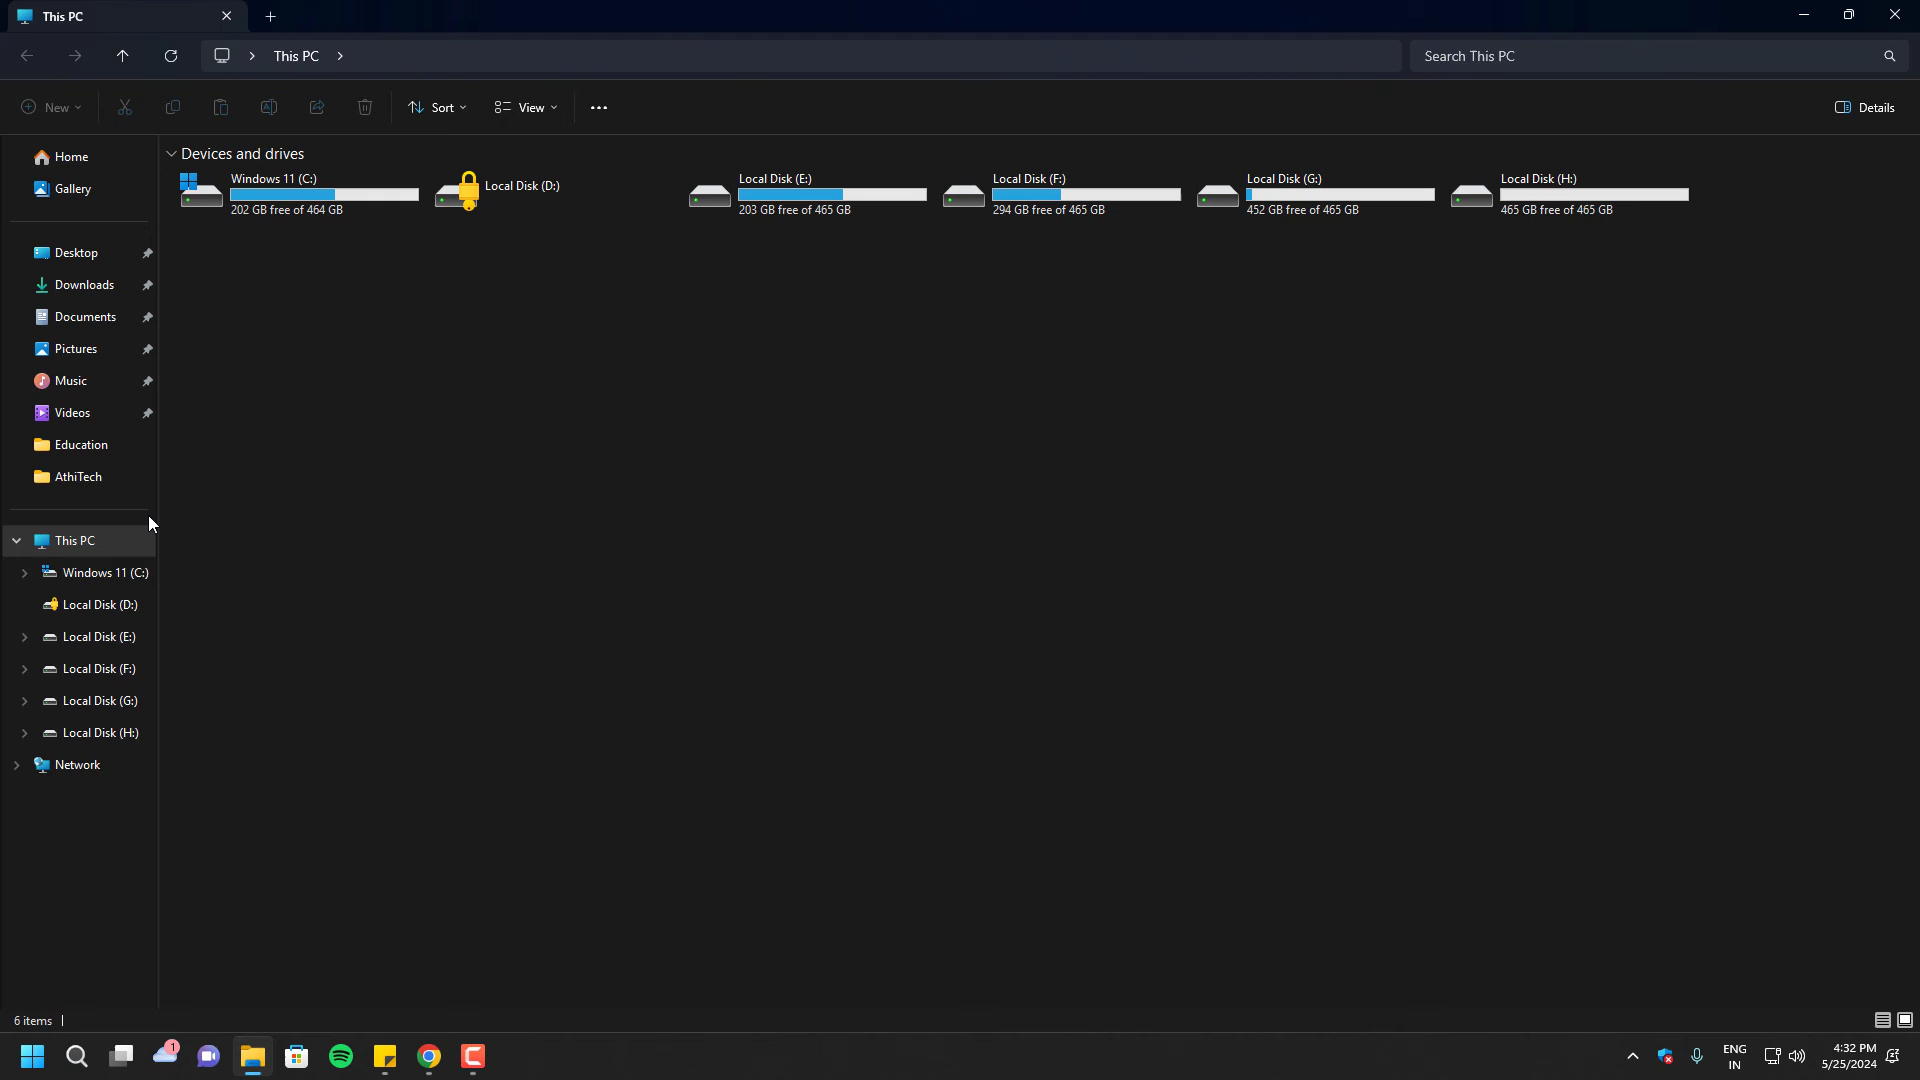 This PC
This PC
Search This PC
New
Sort
View
Details
Home
Gallery
Desktop
Downloads
Documents
Pictures
Music
Videos
Education
AthiTech
This PC
Windows 11 (C:)
Local Disk (D:)
Local Disk (E:)
Local Disk (F:)
Local Disk (G:)
Local Disk (H:)
Network
Devices and drives
Windows 11 (C:)
202 GB free of 464 GB
Local Disk (D:)
Local Disk (E:)
203 GB free of 465 GB
Local Disk (F:)
294 GB free of 465 GB
Local Disk (G:)
452 GB free of 465 GB
Local Disk (H:)
465 GB free of 465 GB
6 items
1
ENG
IN
4:32 PM
5/25/2024